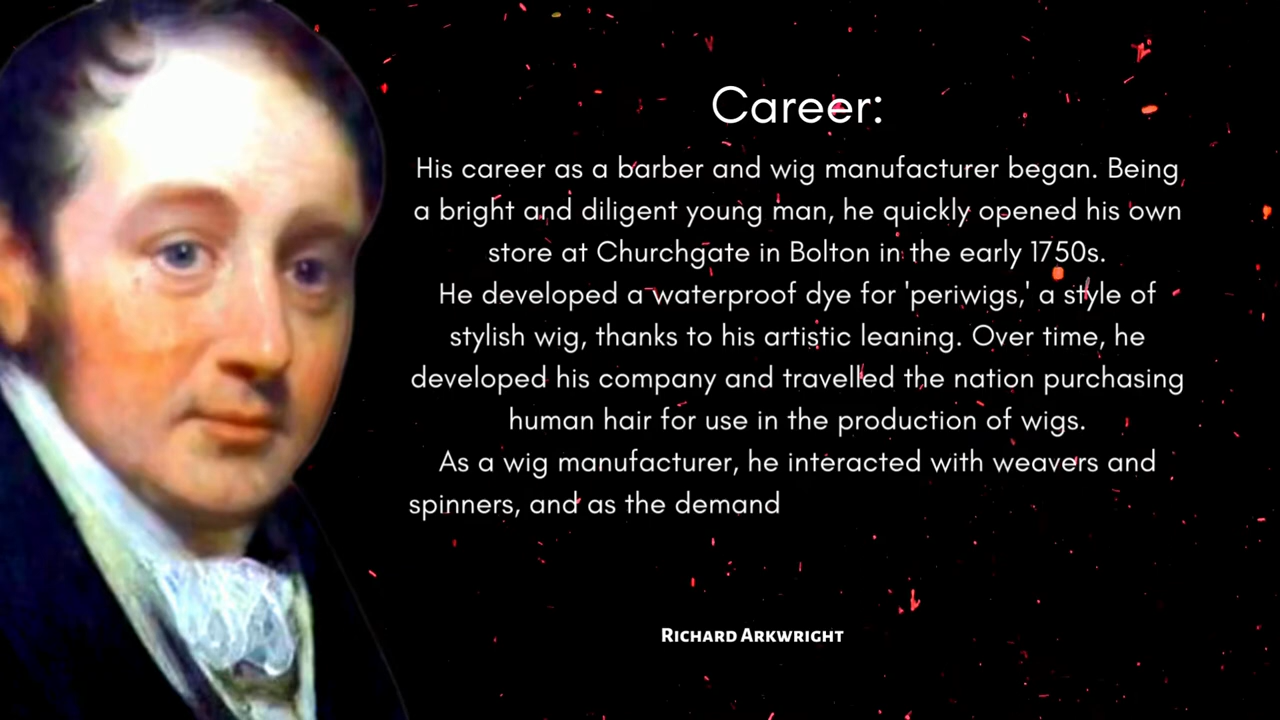 Career:
His career as a barber and wig manufacturer began. Being
a bright and diligent young man, he quickly opened his own
store at Churchgate in Bolton in the early 1750s.
He developed a waterproof dye for 'periwigs,' a style of
stylish wig, thanks to his artistic leaning. Over time, he
developed his company and travelled the nation purchasing
human hair for use in the production of wigs.
As a wig manufacturer, he interacted with weavers and
spinners, and as the demand
Richard Arkwright